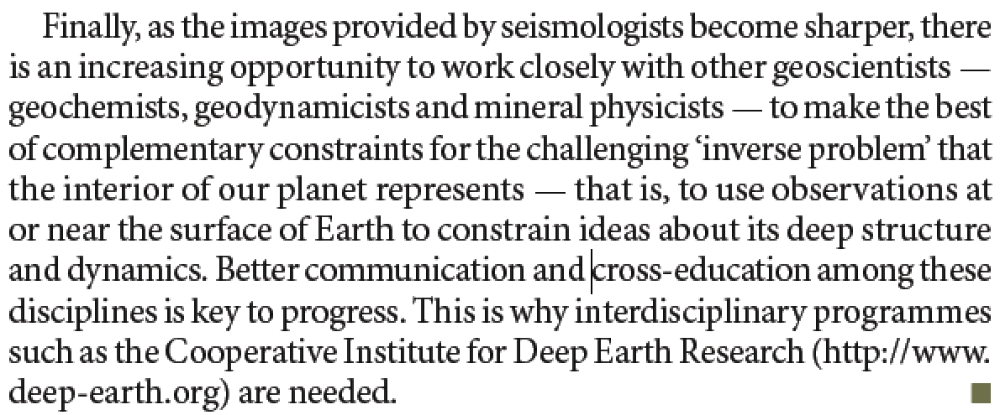 Finally, as the images provided by seismologists become sharper, there
is an increasing opportunity to work closely with other geoscientists —
geochemists, geodynamicists and mineral physicists — to make the best
of complementary constraints for the challenging ‘inverse problem’ that
the interior of our planet represents — that is, to use observations at
or near the surface of Earth to constrain ideas about its deep structure
and dynamics. Better communication and cross-education among these
disciplines is key to progress. This is why interdisciplinary programmes
such as the Cooperative Institute for Deep Earth Research (http://www.
deep-earth.org) are needed.